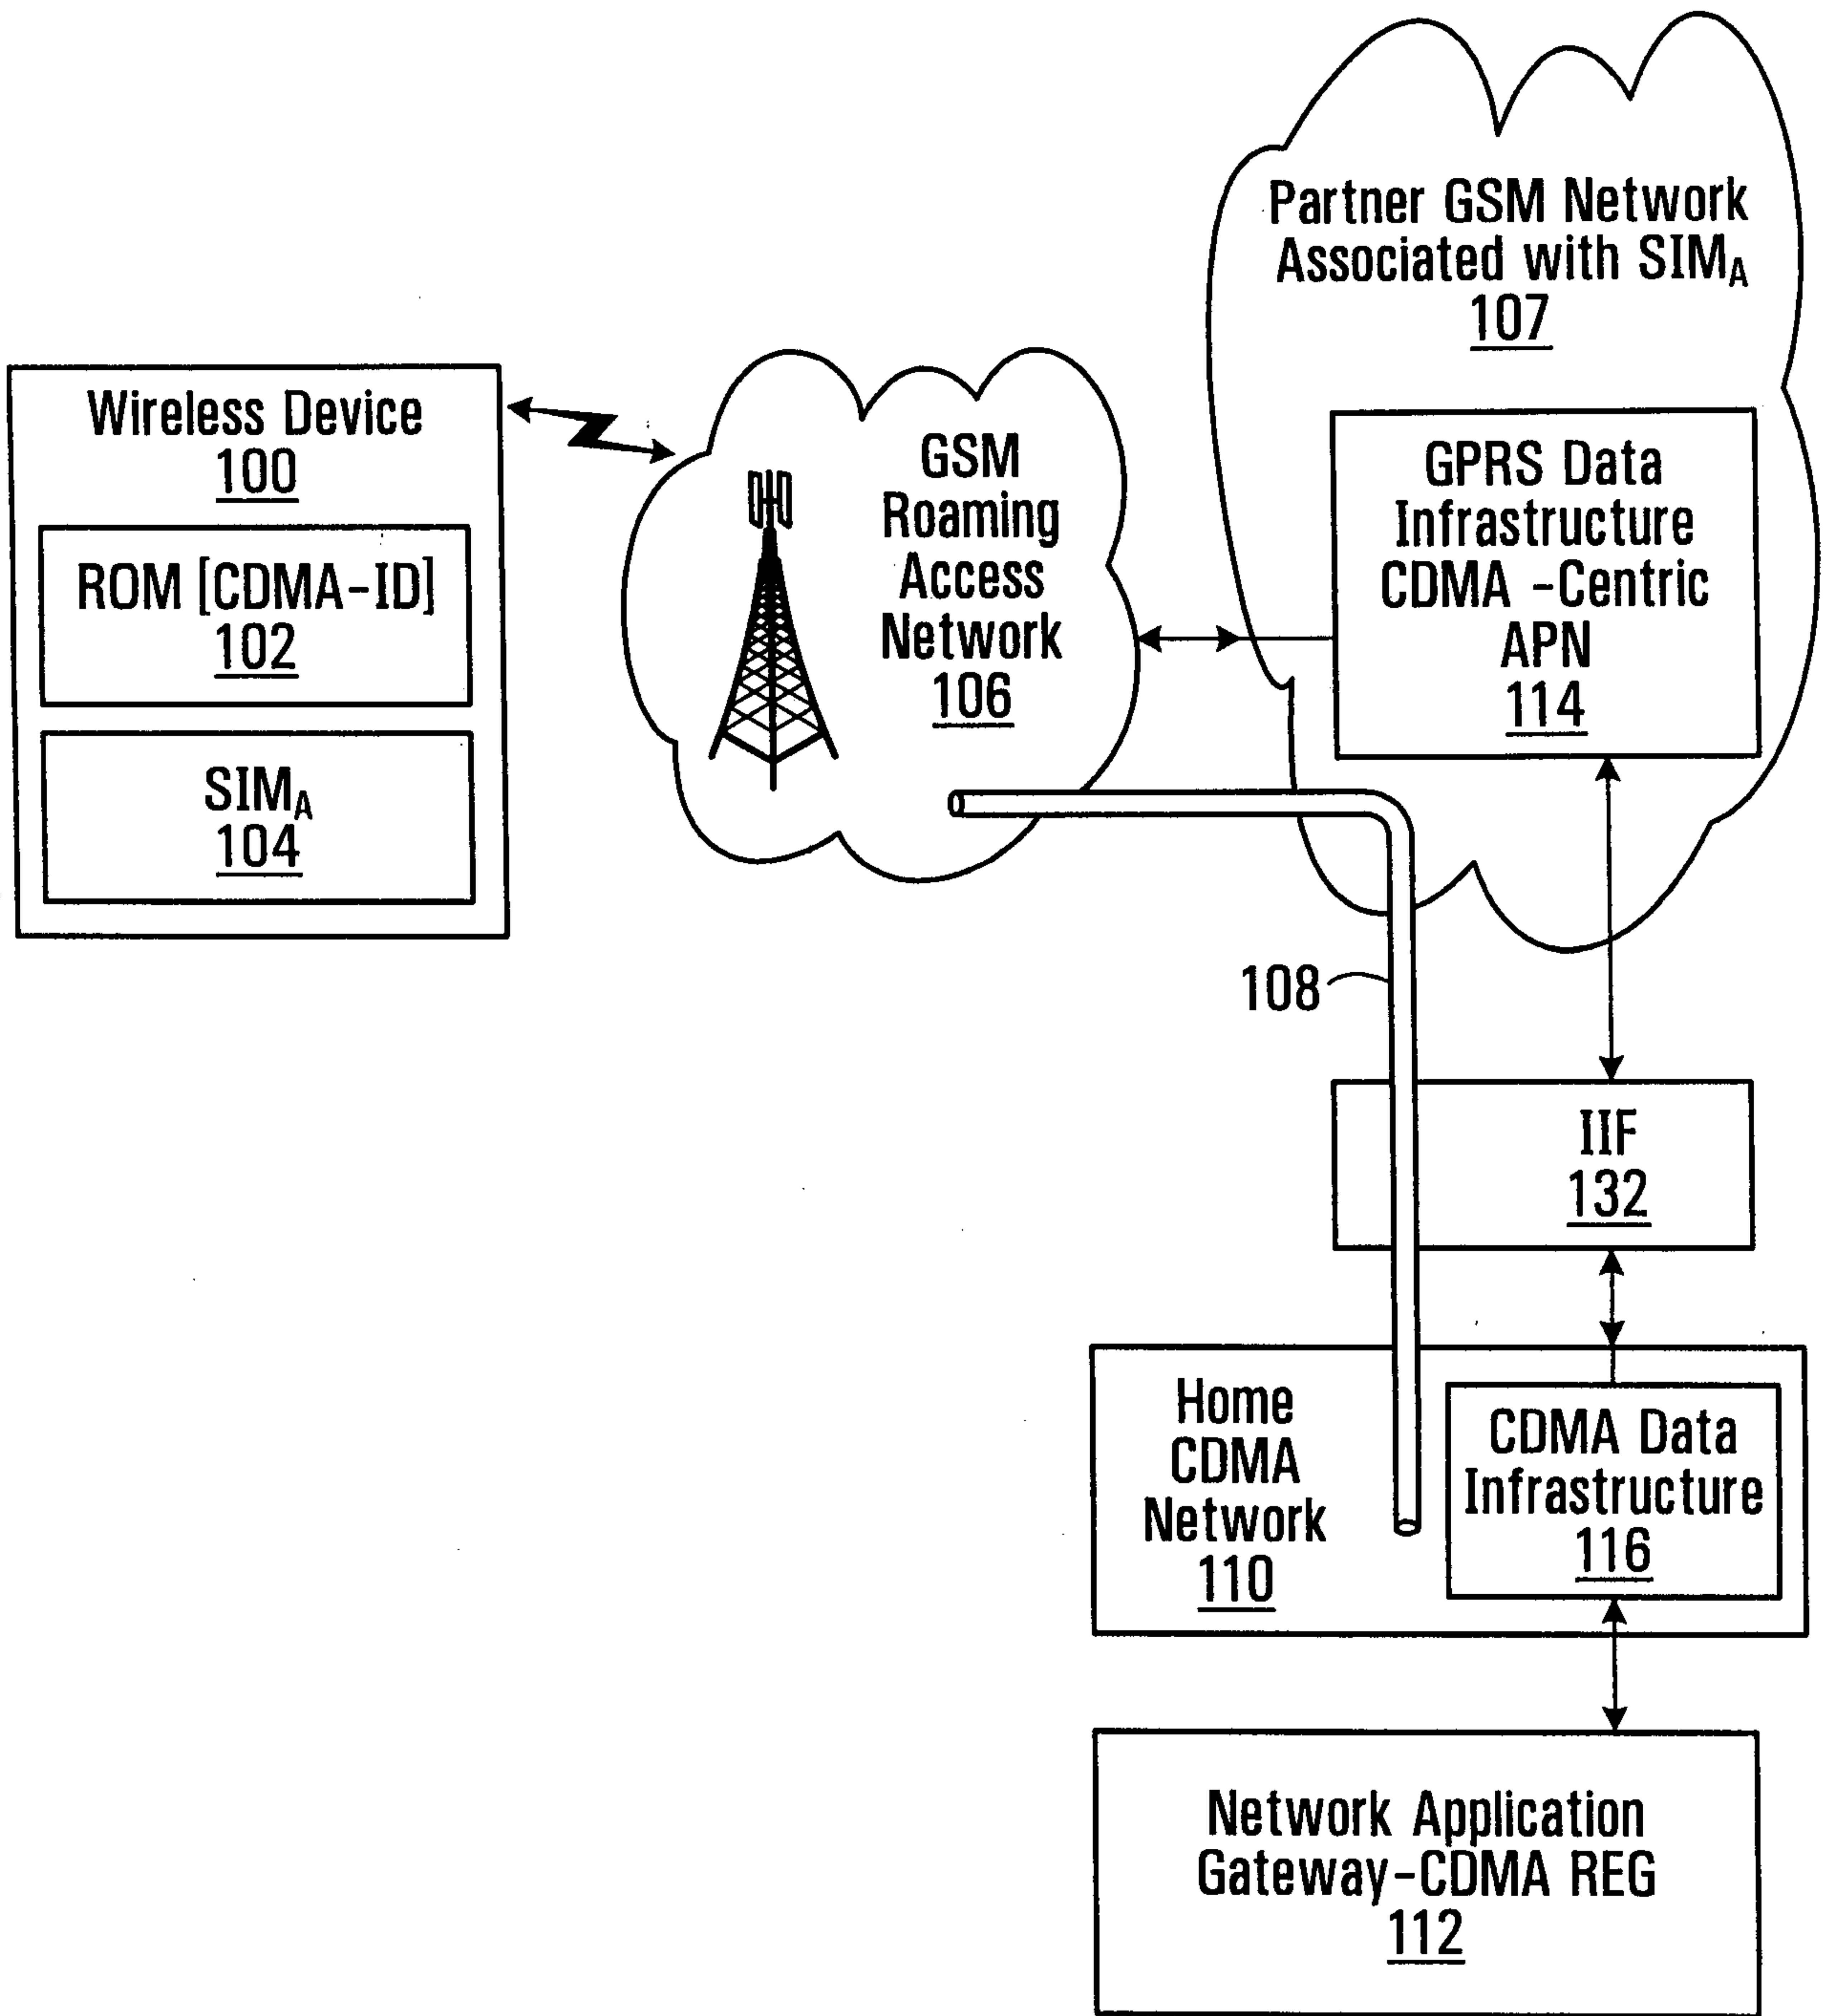 Partner GSM Network
Associated with SIMA
107
Wireless Device
100
ROM [CDMA-ID]
102
SIMA
104
GSM
Roaming
Access
Network
106
GPRS Data
Infrastructure
CDMA -Centric
APN
114
108
IIF
132
Home
CDMA
Network
110
CDMA Data
Infrastructure
116
Network Application
Gateway-CDMA REG
112